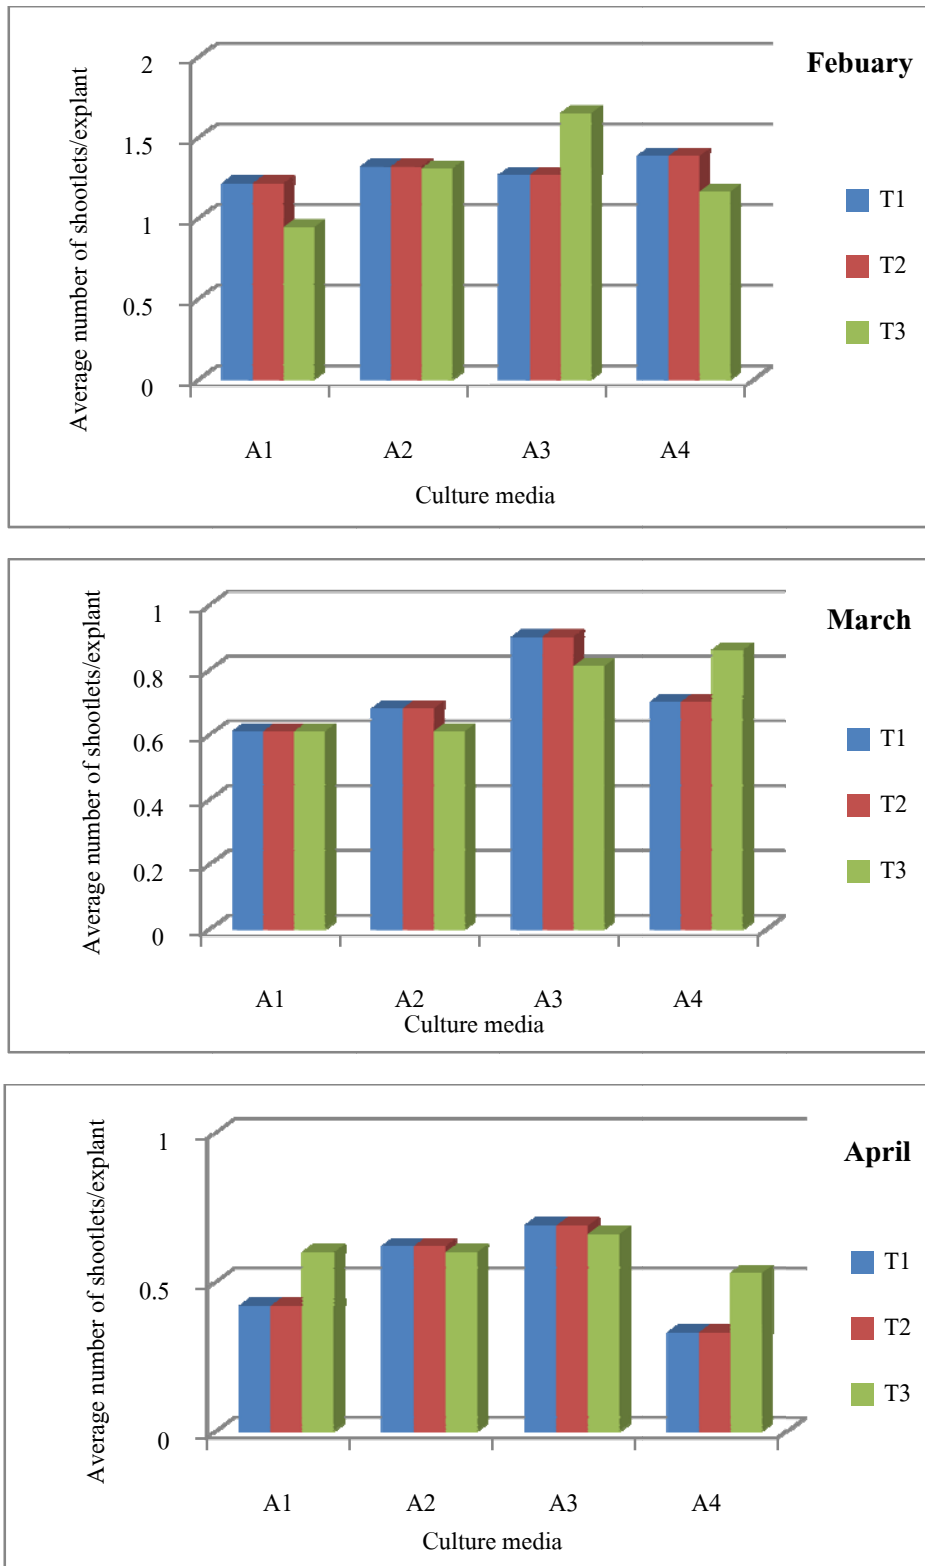 Febuary
Average number of shootlets/explant
2
1.5
1
0.5
0
A1 A2 A3 A4
Culture media
T1
T2
T3
March
Average number of shootlets/explant
1
0.8
0.6
0.4
0.2
0
A1 A2 A3 A4
Culture media
T1
T2
T3
April
Average number of shootlets/explant
1
0.5
0
A1 A2 A3 A4
Culture media
T1
T2
T3